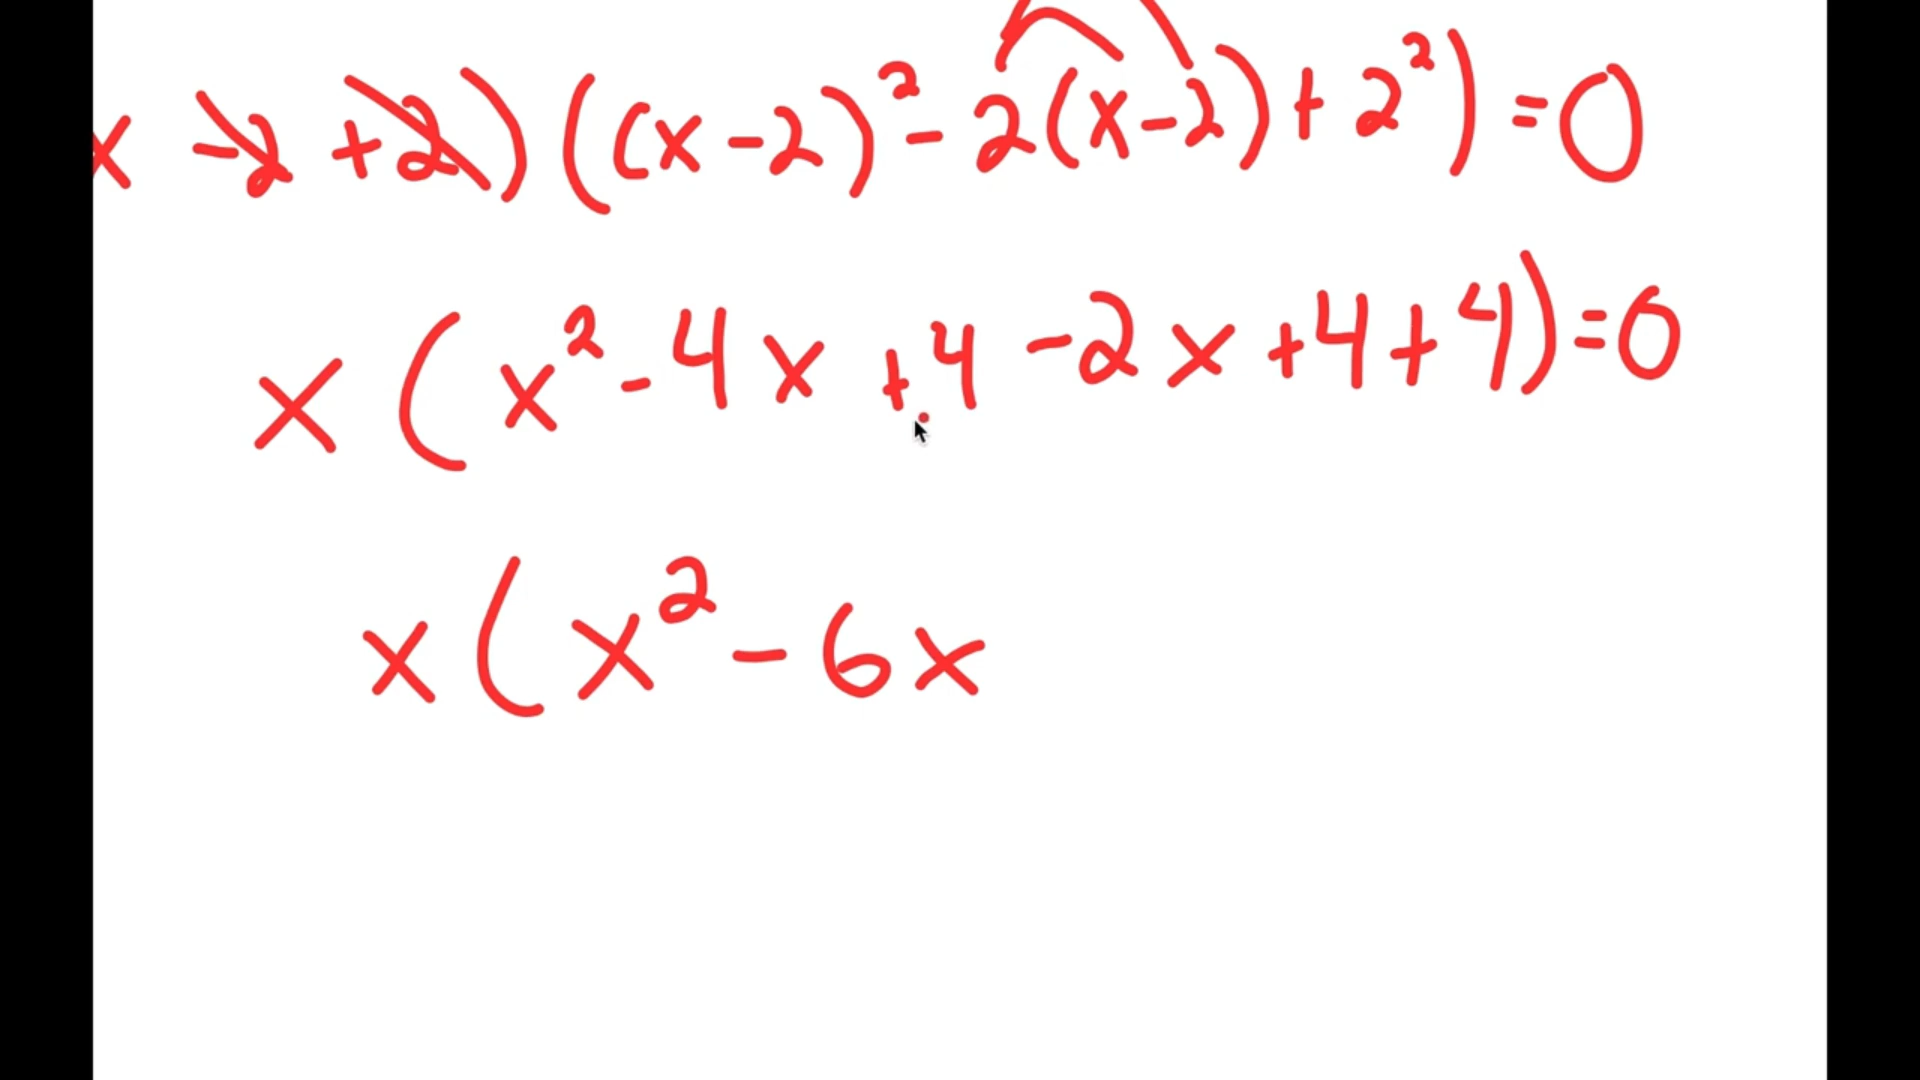 x - 2 + 2)((x - 2)² - 2(x - 2) + 2²) = 0
x(x² - 4x + 4 - 2x + 4 + 4) = 0
x(x² - 6x